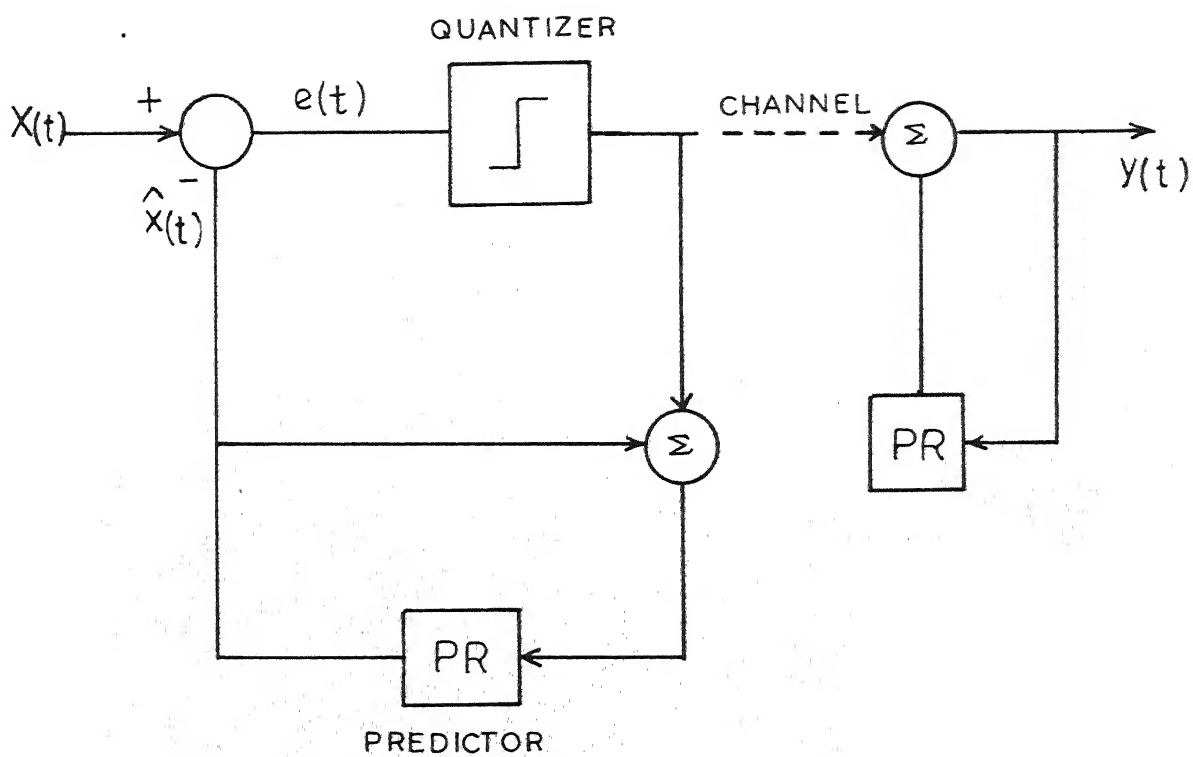 QUANTIZER
X(t)
+
e(t)
CHANNEL
Σ
y(t)
-
x̂(t)
Σ
PR
PR
PREDICTOR